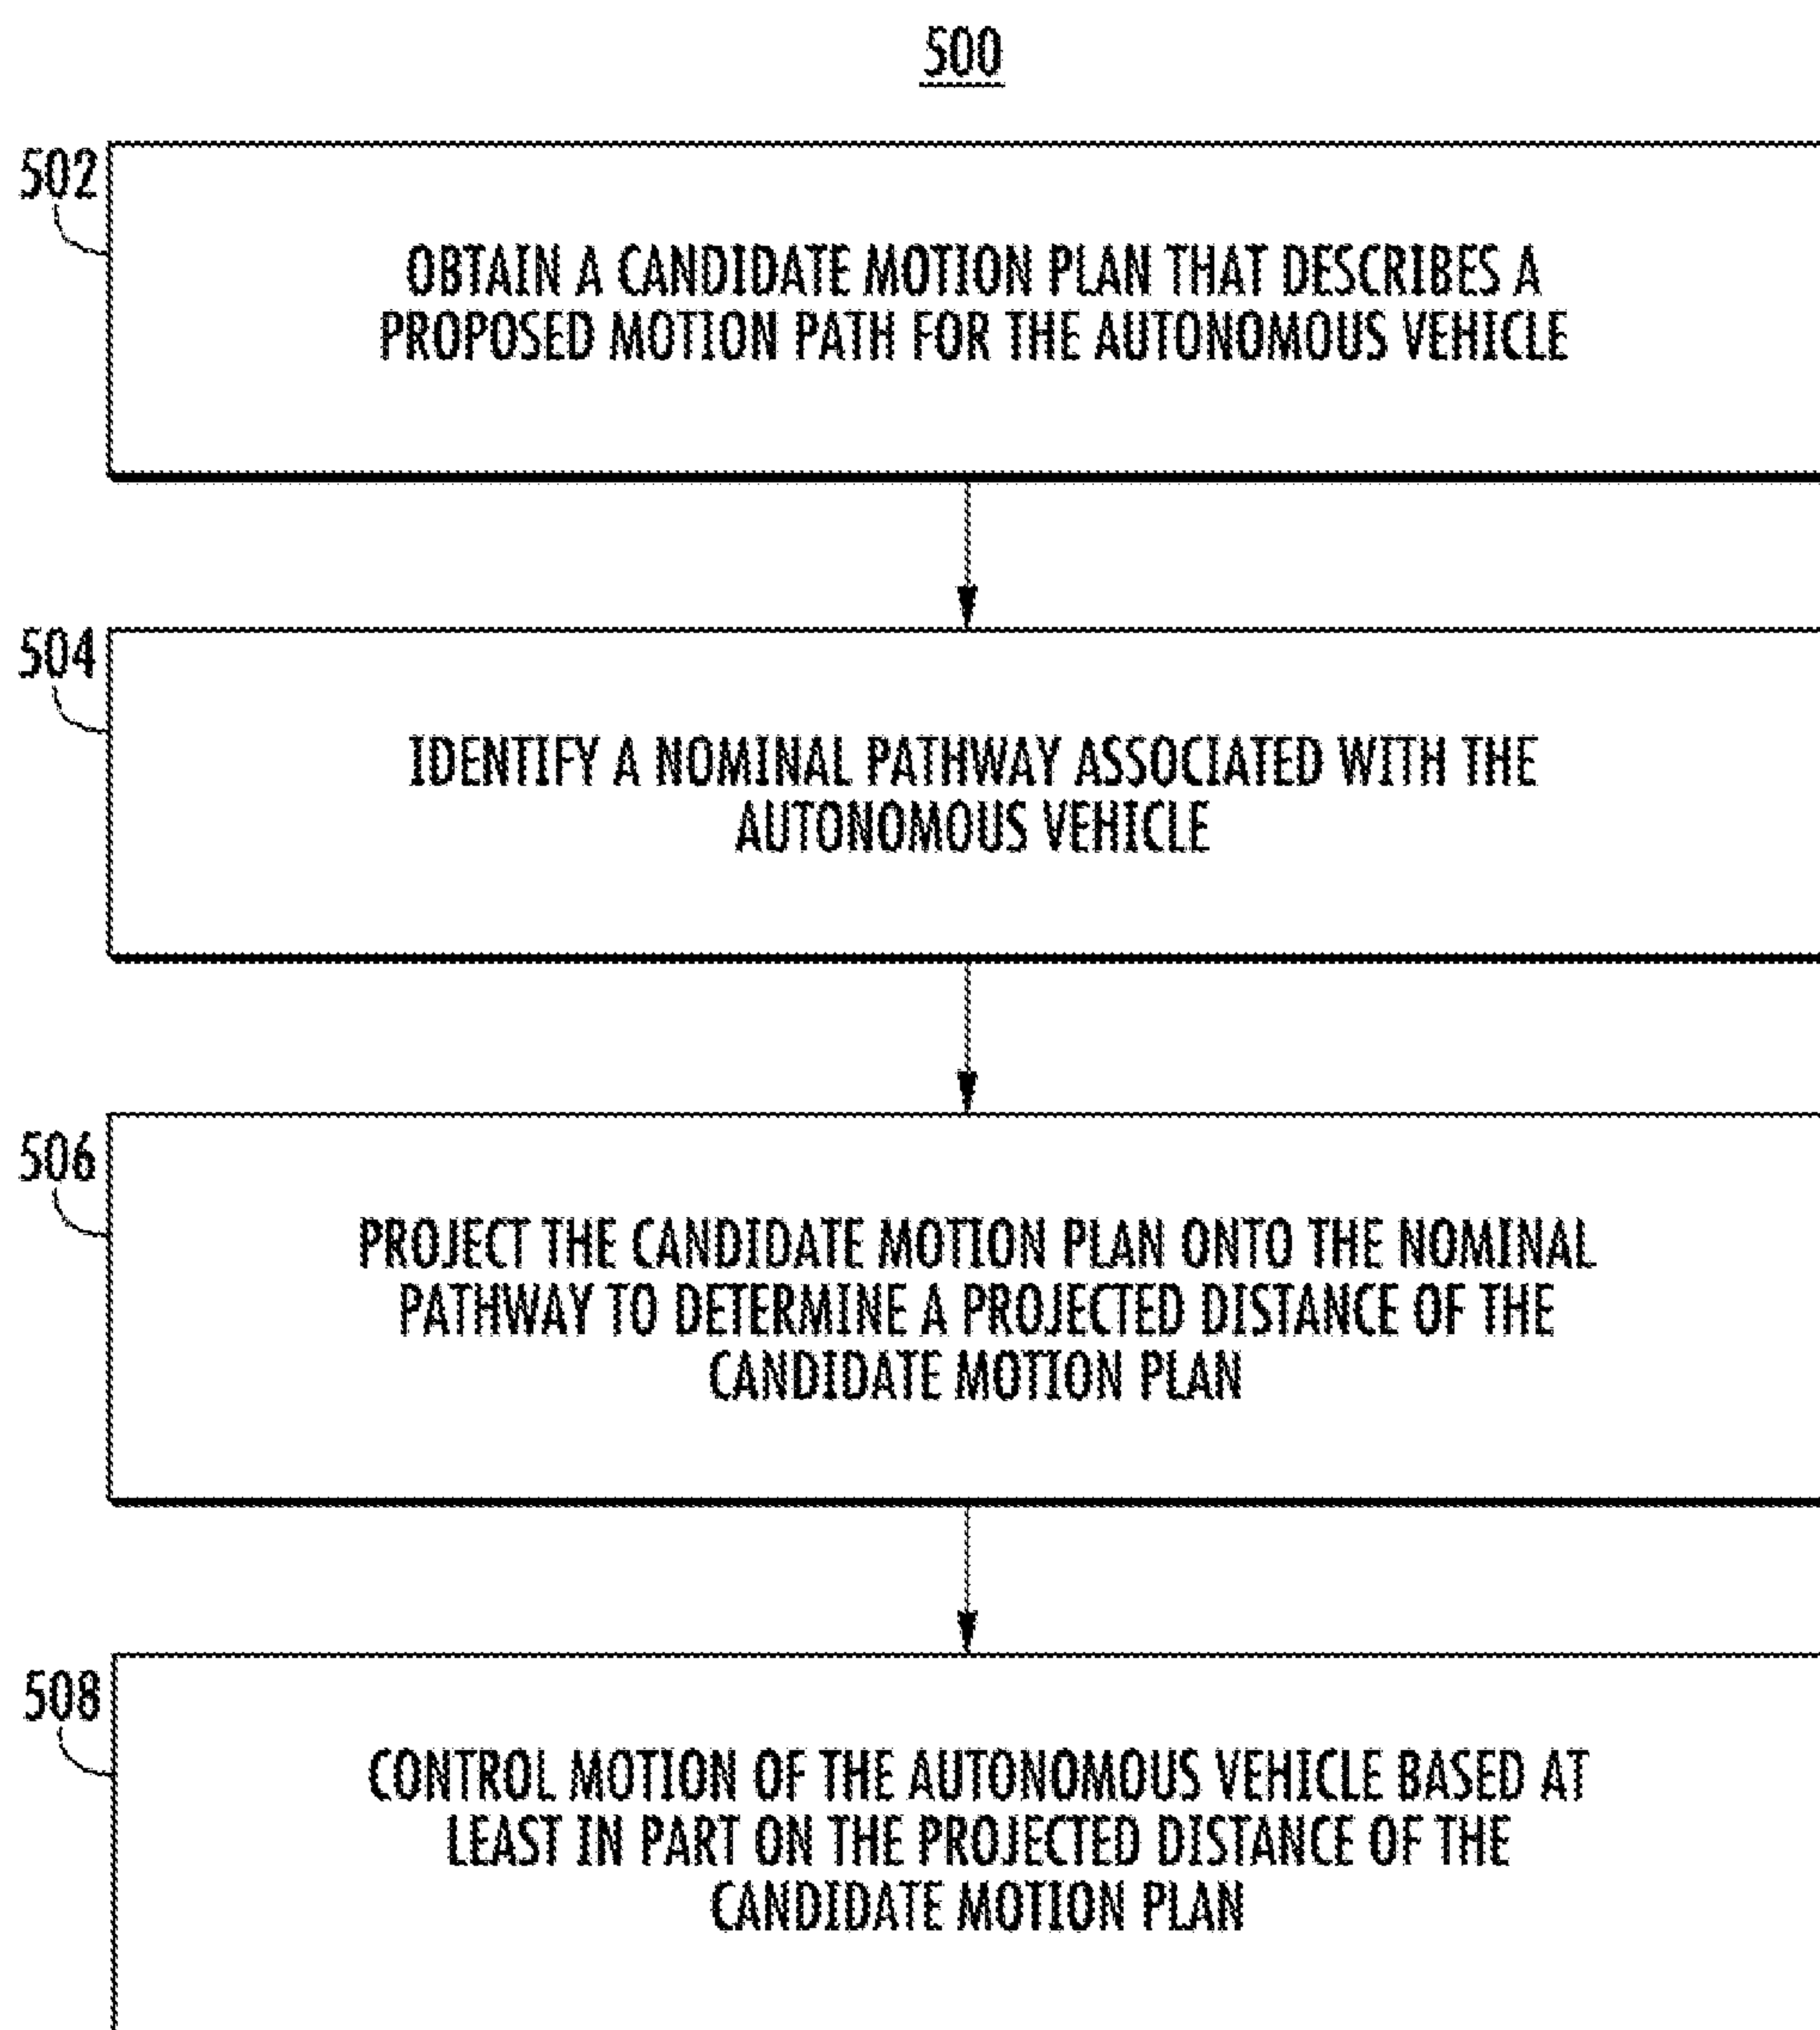 500
502
OBTAIN A CANDIDATE MOTION PLAN THAT DESCRIBES A
PROPOSED MOTION PATH FOR THE AUTONOMOUS VEHICLE
504
IDENTIFY A NOMINAL PATHWAY ASSOCIATED WITH THE
AUTONOMOUS VEHICLE
506
PROJECT THE CANDIDATE MOTION PLAN ONTO THE NOMINAL
PATHWAY TO DETERMINE A PROJECTED DISTANCE OF THE
CANDIDATE MOTION PLAN
508
CONTROL MOTION OF THE AUTONOMOUS VEHICLE BASED AT
LEAST IN PART ON THE PROJECTED DISTANCE OF THE
CANDIDATE MOTION PLAN